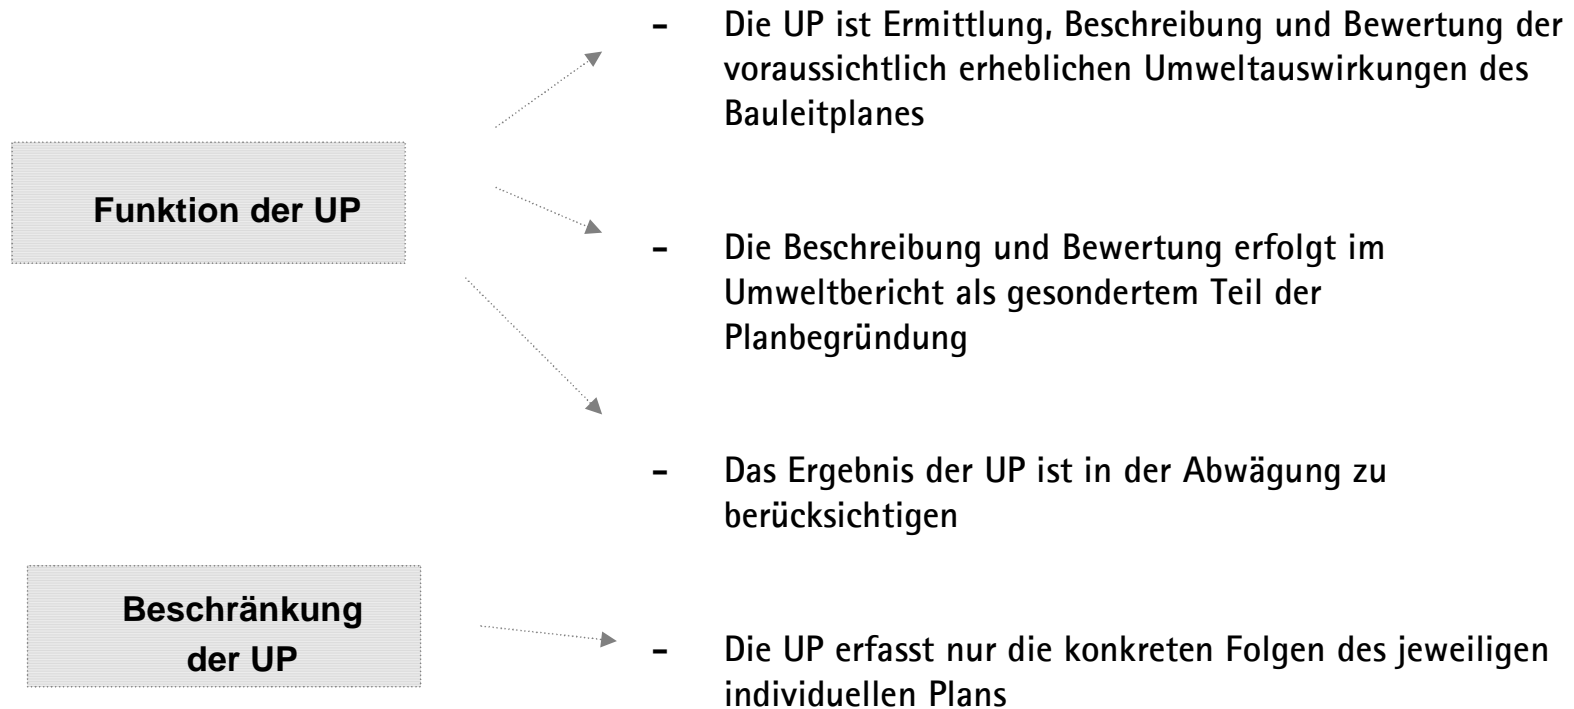 - Die UP ist Ermittlung, Beschreibung und Bewertung der
voraussichtlich erheblichen Umweltauswirkungen des
Bauleitplanes
Funktion der UP
- Die Beschreibung und Bewertung erfolgt im
Umweltbericht als gesondertem Teil der
Planbegründung
- Das Ergebnis der UP ist in der Abwägung zu
berücksichtigen
Beschränkung
der UP
- Die UP erfasst nur die konkreten Folgen des jeweiligen
individuellen Plans